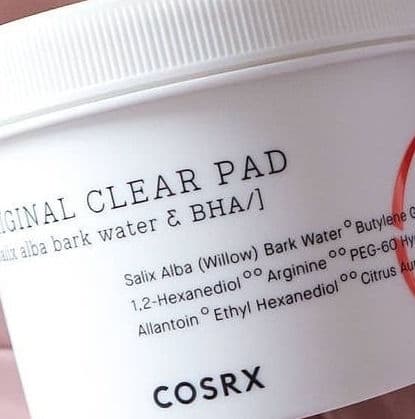 GINAL CLEAR PAD
salix alba bark water & BHA/]
Salix Alba (Willow) Bark Water° Butylene G
1,2-Hexanediol°° Arginine°° PEG-60 Hy
Allantoin° Ethyl Hexanediol°° Citrus Au
COSRX